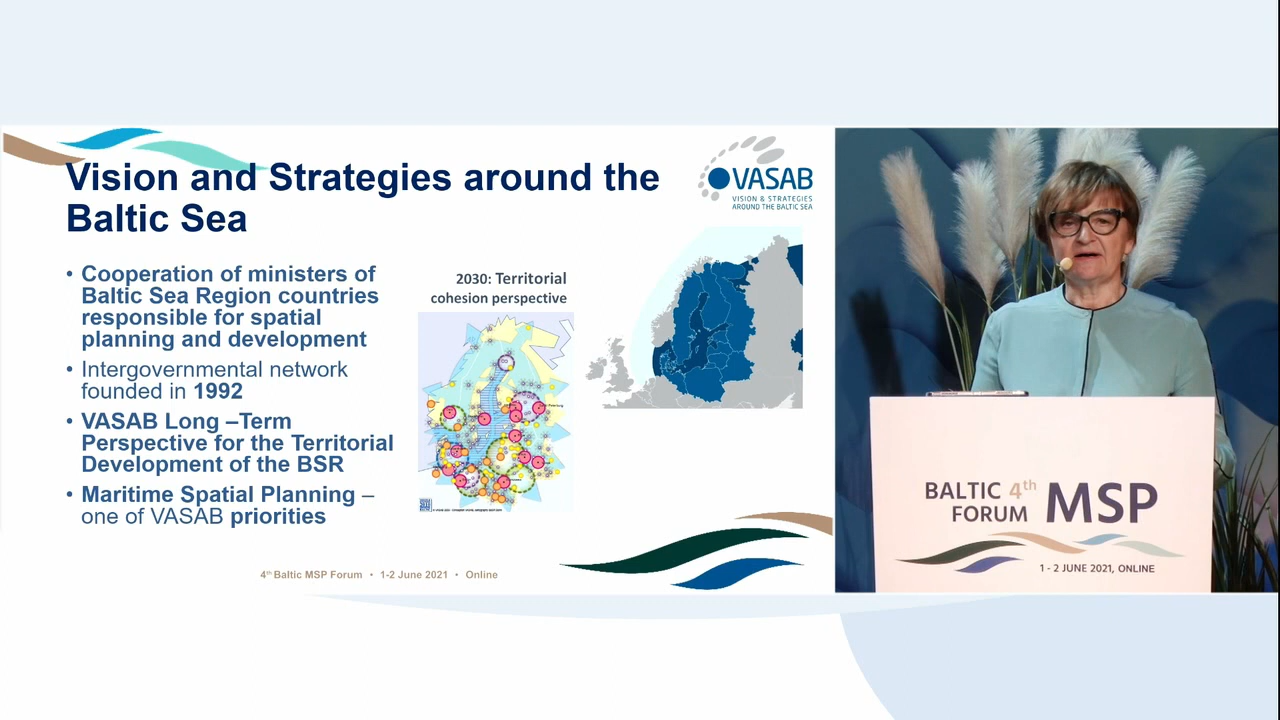 Vision and Strategies around the
Baltic Sea
VASAB
VISION & STRATEGIES
AROUND THE BALTIC SEA
• Cooperation of ministers of
Baltic Sea Region countries
responsible for spatial
planning and development
• Intergovernmental network
founded in 1992
• VASAB Long –Term
Perspective for the Territorial
Development of the BSR
• Maritime Spatial Planning –
one of VASAB priorities
2030: Territorial
cohesion perspective
4th Baltic MSP Forum • 1-2 June 2021 • Online
BALTIC 4th
FORUM MSP
1 - 2 JUNE 2021, ONLINE